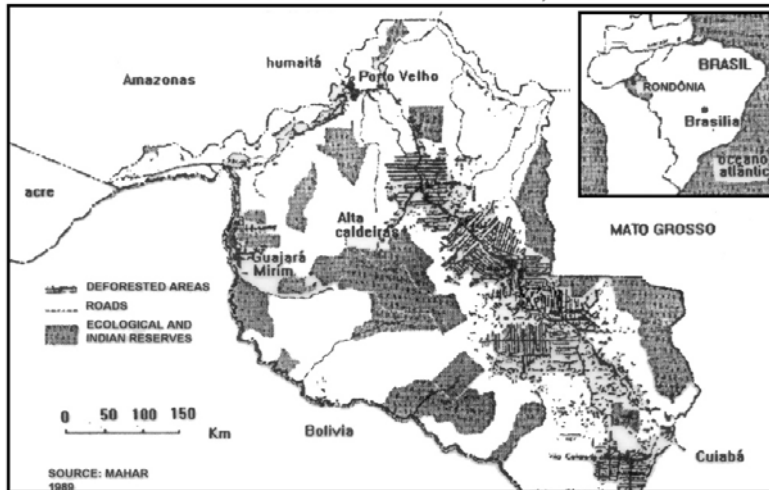 Amazonas
humaitá
Porto Velho
BRASIL
RONDÔNIA
Brasilia
oceano
atlântic
acre
Alta
caldeiras
MATO GROSSO
Guajará
Mirim
DEFORESTED AREAS
ROADS
ECOLOGICAL AND
INDIAN RESERVES
0 50 100 150
Km
Bolivia
Cuiabá
SOURCE: MAHAR
1989